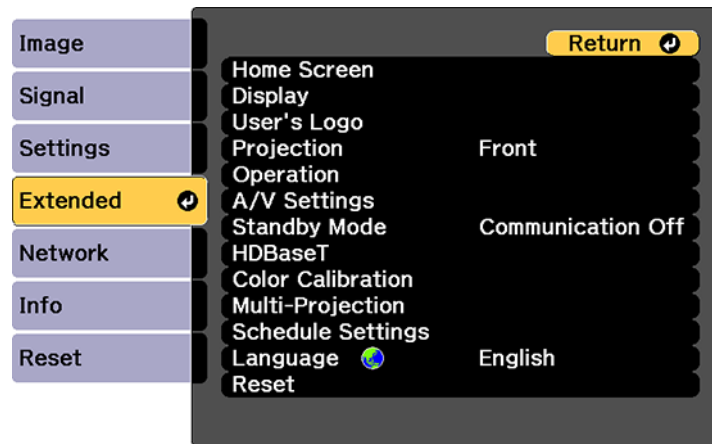 Image
Signal
Settings
Extended
Network
Info
Reset
Return
Home Screen
Display
User's Logo
Projection Front
Operation
A/V Settings
Standby Mode Communication Off
HDBaseT
Color Calibration
Multi-Projection
Schedule Settings
Language English
Reset